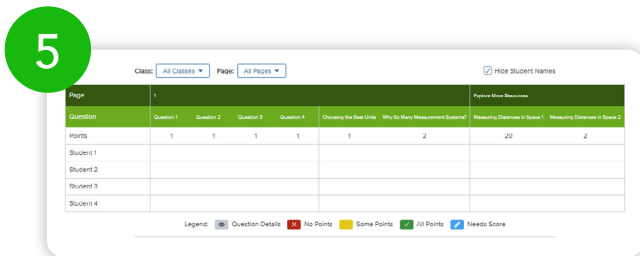 5
Class: All Classes Page: All Pages Hide Student Names
Page 1 Explore More Resources
Question Question 1 Question 2 Question 3 Question 4 Choosing the Best Units Why So Many Measurement Systems? Measuring Distances in Space 1 Measuring Distances in Space 2
Points 1 1 1 1 1 2 20 2
Student 1
Student 2
Student 3
Student 4
Legend: Question Details No Points Some Points All Points Needs Score